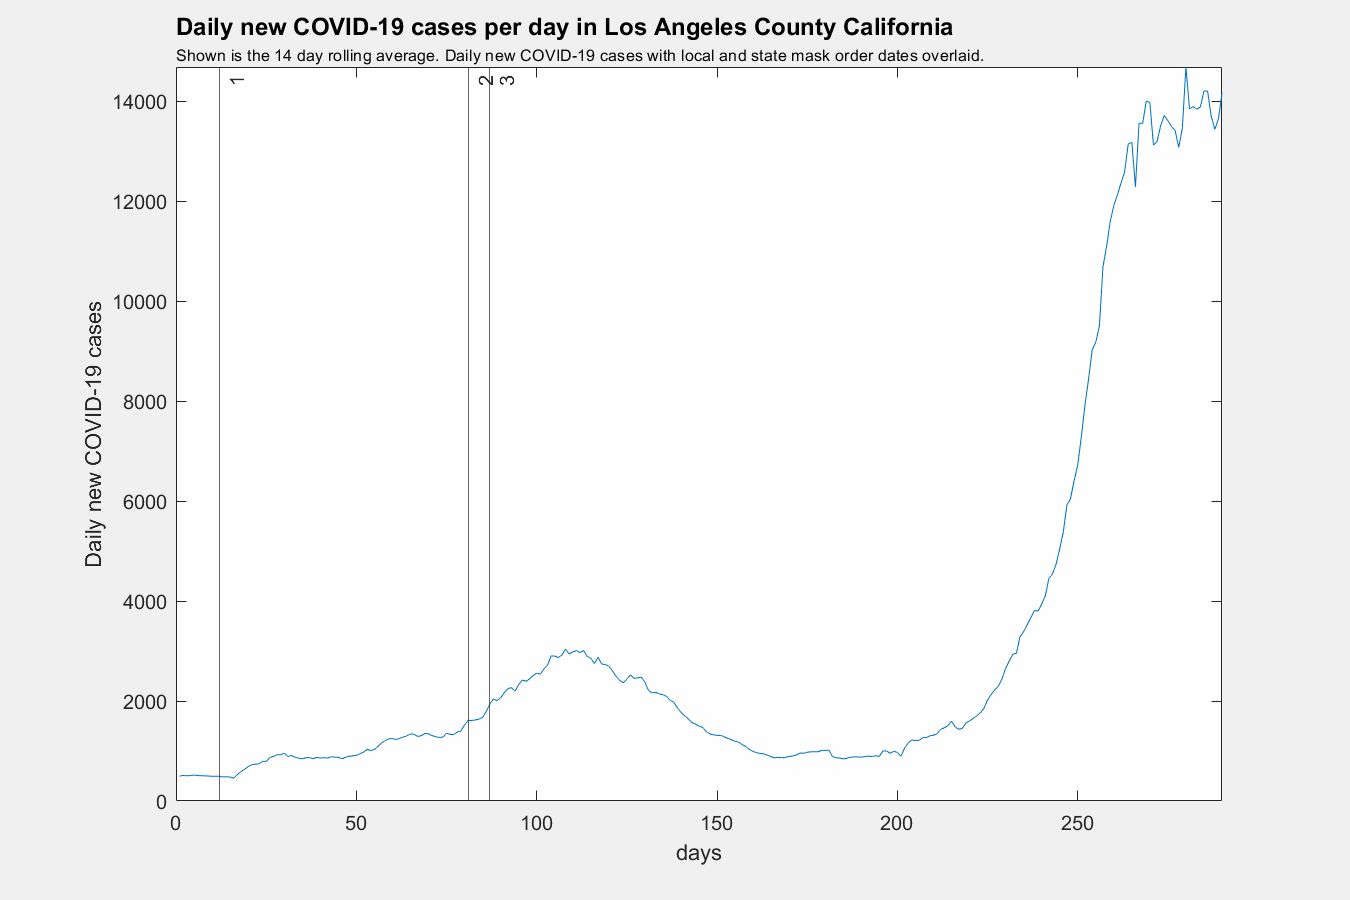 Daily new COVID-19 cases per day in Los Angeles County California
Shown is the 14 day rolling average. Daily new COVID-19 cases with local and state mask order dates overlaid.
1
2
3
14000
12000
10000
8000
6000
4000
2000
0
Daily new COVID-19 cases
0 50 100 150 200 250
days